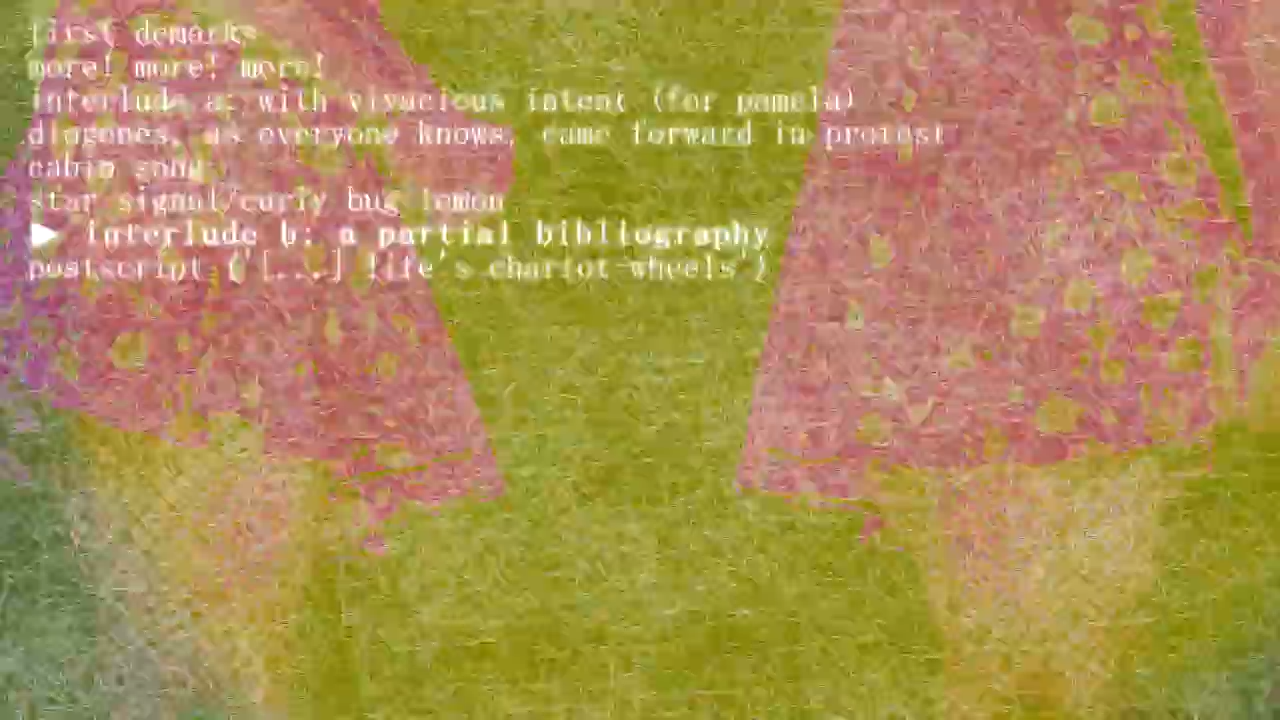 first demarks
more! more! more!
interlude a: with vivacious intent (for pamela)
diogones, as everyone knows, came forward in protest
cabin song
star signal/curly bug lemon
▶ interlude b: a partial bibliography
postscript ('[....] life's chariot-wheels')